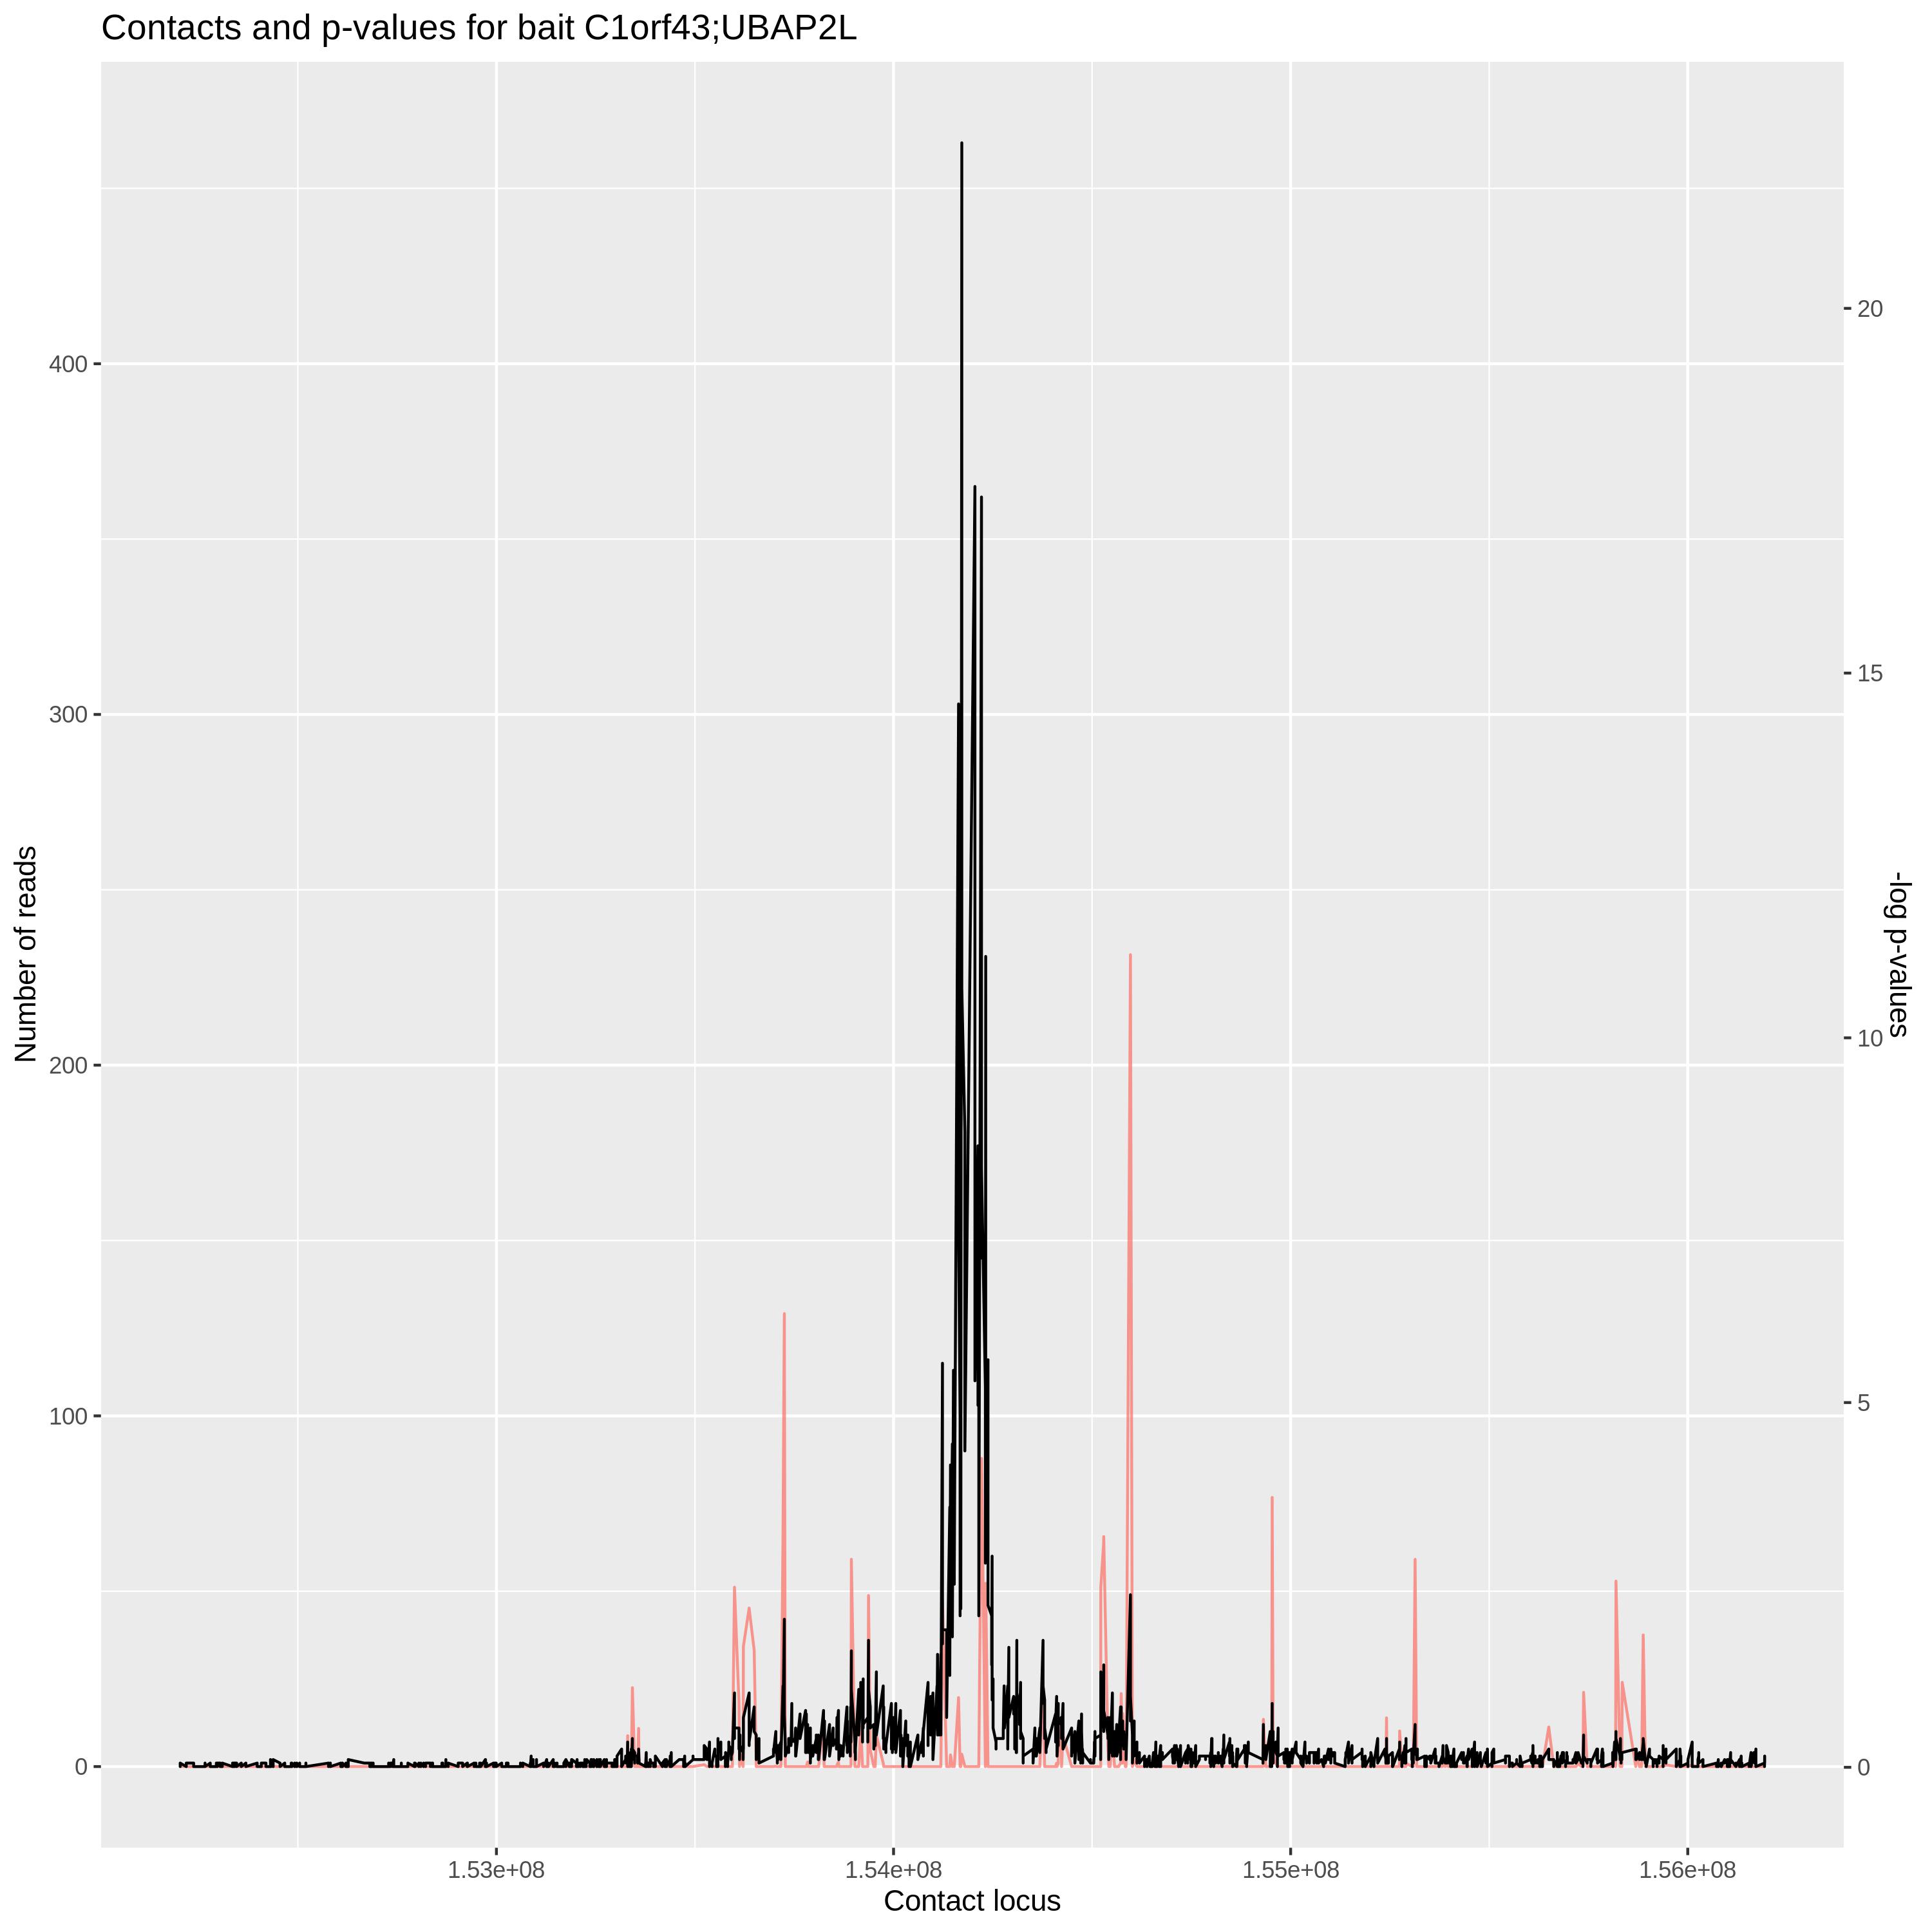 Contacts and p-values for bait C1orf43;UBAP2L
Number of reads
400
300
200
100
0
20
15
10
5
0
-log p-values
1.53e+08 1.54e+08 1.55e+08 1.56e+08
Contact locus